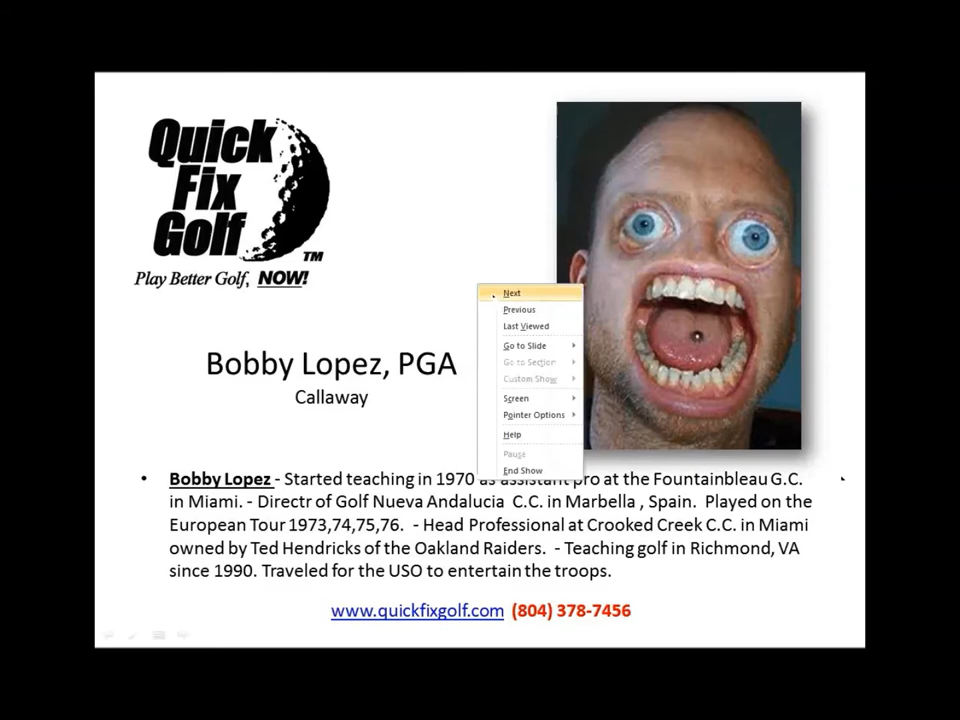 Quick
Fix
Golf
TM
Play Better Golf, NOW!
Next
Previous
Last Viewed
Go to Slide
Go to Section
Custom Show
Screen
Pointer Options
Help
Pause
End Show
Bobby Lopez, PGA
Callaway
• Bobby Lopez - Started teaching in 1970 as assistant pro at the Fountainbleau G.C.
in Miami. - Directr of Golf Nueva Andalucia C.C. in Marbella , Spain. Played on the
European Tour 1973,74,75,76. - Head Professional at Crooked Creek C.C. in Miami
owned by Ted Hendricks of the Oakland Raiders. - Teaching golf in Richmond, VA
since 1990. Traveled for the USO to entertain the troops.
www.quickfixgolf.com (804) 378-7456